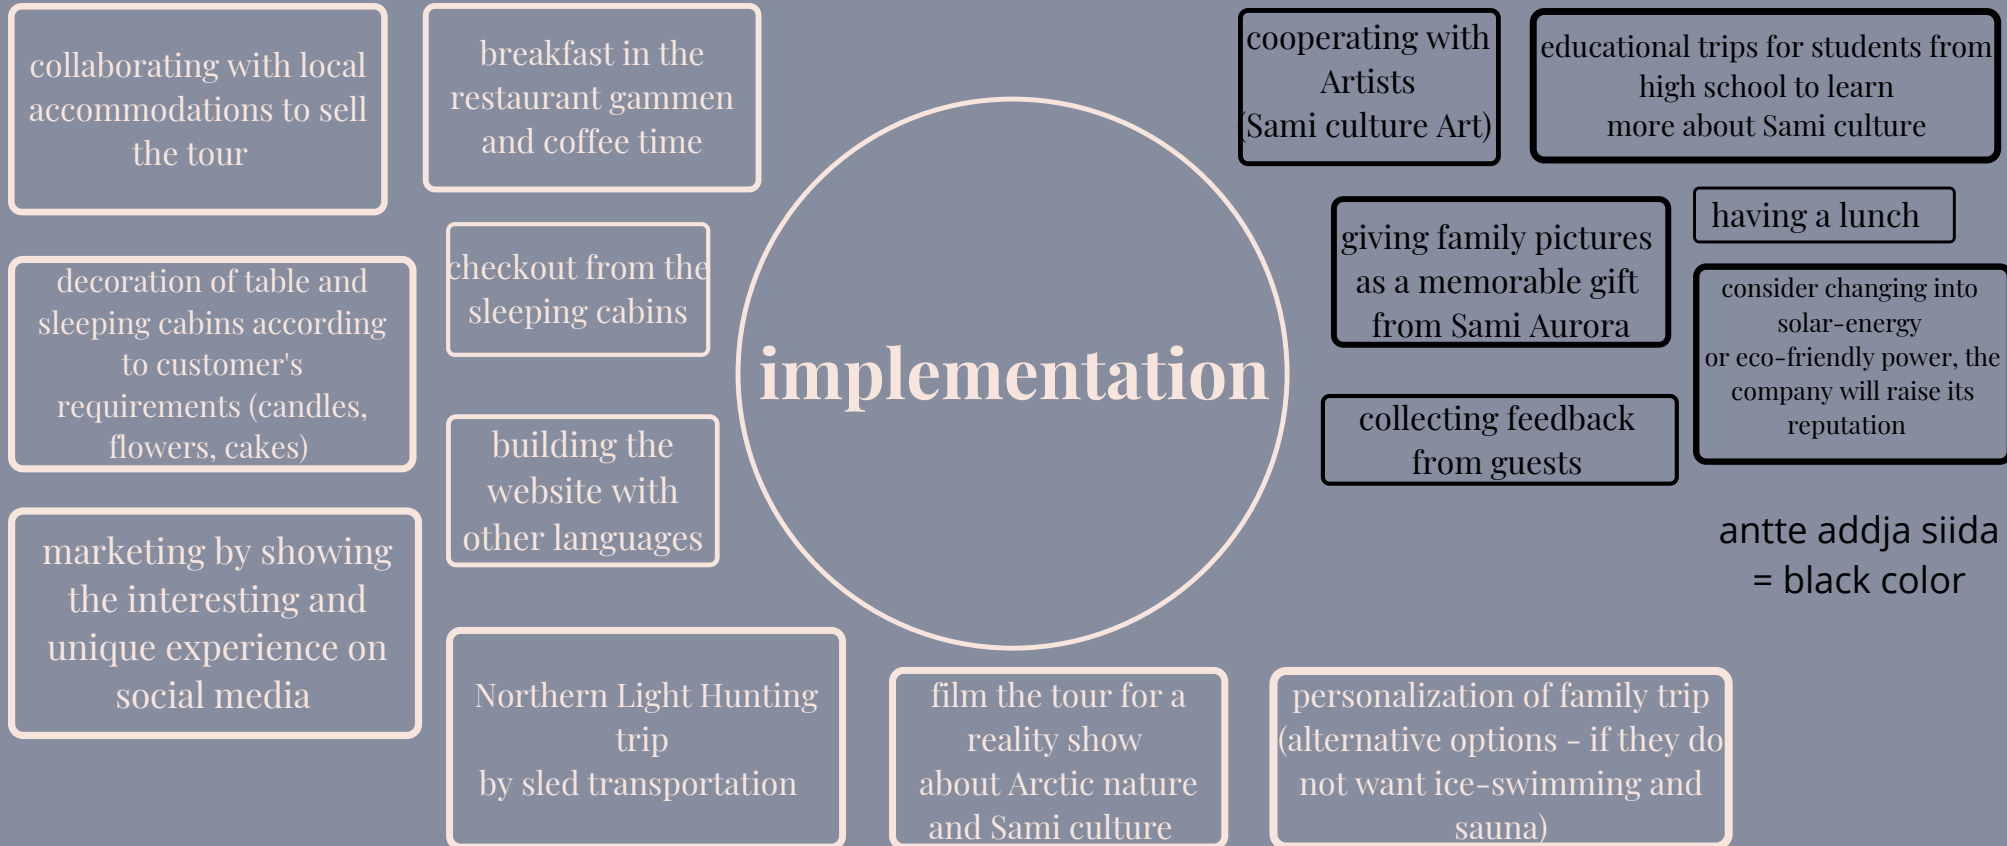 collaborating with local
accommodations to sell
the tour
breakfast in the
restaurant gammen
and coffee time
cooperating with
Artists
(Sami culture Art)
educational trips for students from
high school to learn
more about Sami culture
decoration of table and
sleeping cabins according
to customer's
requirements (candles,
flowers, cakes)
checkout from the
sleeping cabins
implementation
giving family pictures
as a memorable gift
from Sami Aurora
having a lunch
consider changing into
solar-energy
or eco-friendly power, the
company will raise its
reputation
building the
website with
other languages
collecting feedback
from guests
marketing by showing
the interesting and
unique experience on
social media
antte addja siida
= black color
Northern Light Hunting
trip
by sled transportation
film the tour for a
reality show
about Arctic nature
and Sami culture
personalization of family trip
(alternative options - if they do
not want ice-swimming and
sauna)